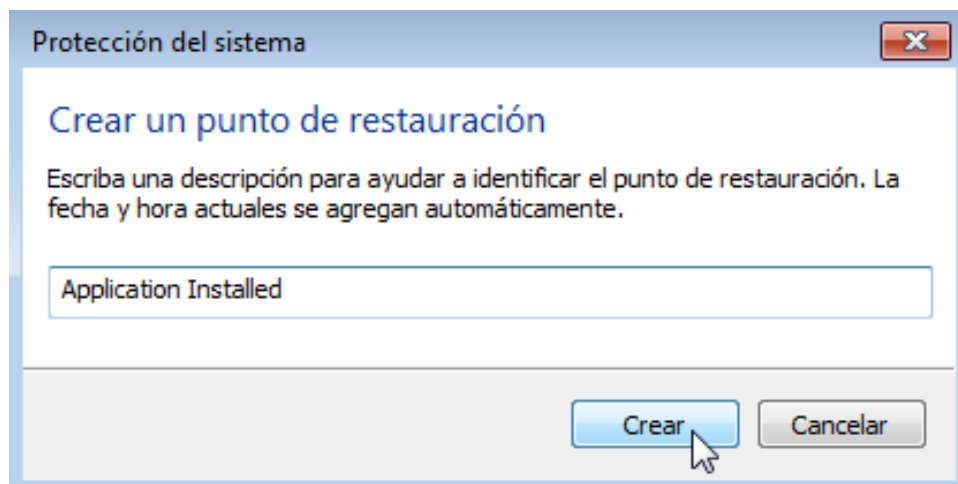 Protección del sistema
Crear un punto de restauración
Escriba una descripción para ayudar a identificar el punto de restauración. La
fecha y hora actuales se agregan automáticamente.
Application Installed
Crear
Cancelar